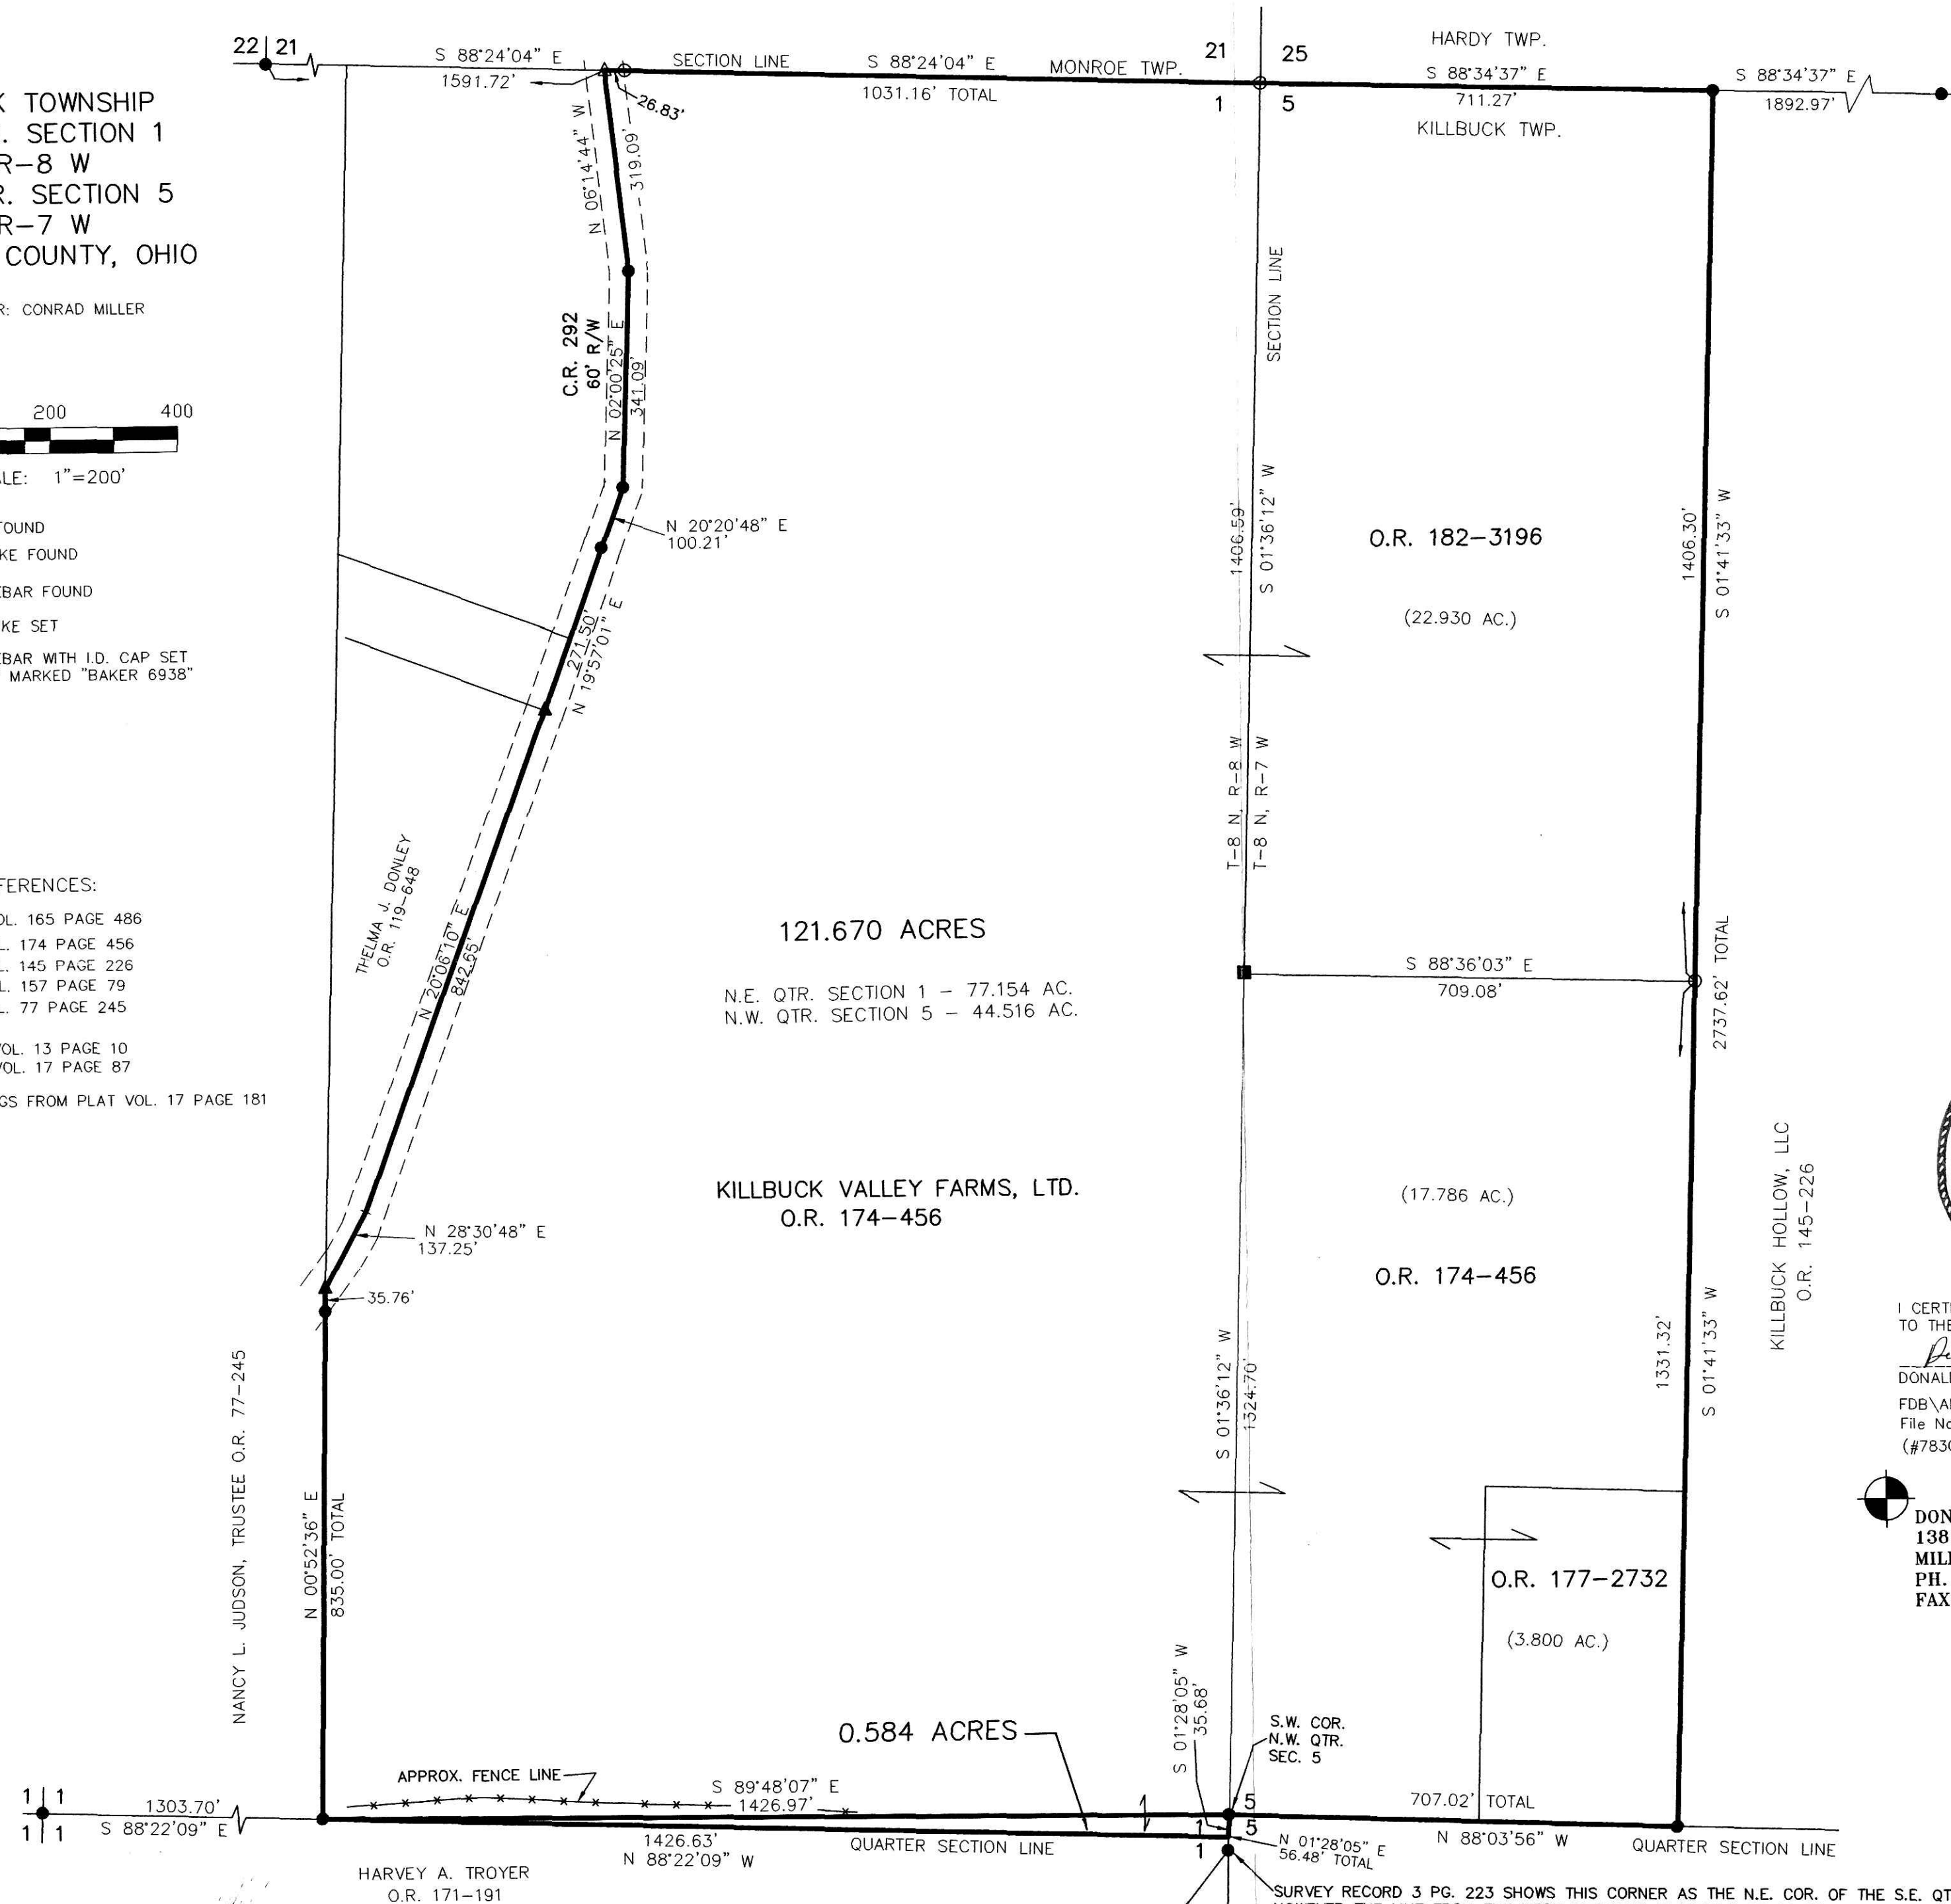 22 21
S 88°24'04" E
1591.72'
SECTION LINE
S 88°24'04" E
1031.16' TOTAL
MONROE TWP.
21 25
1 5
HARDY TWP.
S 88°34'37" E
711.27'
KILLBUCK TWP.
S 88°34'37" E
1892.97'
TOWNSHIP
SECTION 1
R-8 W
SECTION 5
R-7 W
COUNTY, OHIO
CONRAD MILLER
200 400
1"=200'
FOUND
FOUND
FOUND
SET
WITH I.D. CAP SET
MARKED "BAKER 6938"
165 PAGE 486
174 PAGE 456
145 PAGE 226
157 PAGE 79
77 PAGE 245
VOL. 13 PAGE 10
VOL. 17 PAGE 87
FROM PLAT VOL. 17 PAGE 181
26.83'
N 06°14'44" W
319.09'
C.R. 292
60' R/W
N 02°00'25" E
341.09'
N 20°20'48" E
100.21'
271.50'
N 19°57'01" E
THELMA J. DONLEY
O.R. 119-648
N 20°06'10" E
842.65'
N 28°30'48" E
137.25'
35.76'
SECTION LINE
1406.59'
S 01°36'12" W
T-8 N, R-8 W
T-8 N, R-7 W
O.R. 182-3196
(22.930 AC.)
1406.30'
S 01°41'33" W
121.670 ACRES
N.E. QTR. SECTION 1 - 77.154 AC.
N.W. QTR. SECTION 5 - 44.516 AC.
S 88°36'03" E
709.08'
2737.62' TOTAL
KILLBUCK VALLEY FARMS, LTD.
O.R. 174-456
(17.786 AC.)
O.R. 174-456
KILLBUCK HOLLOW, LLC
O.R. 145-226
S 01°36'12" W
1324.70'
1331.32'
S 01°41'33" W
I CERT
TO THE
DONAL
File No
(#783
DON
138
PH.
FAX
NANCY L. JUDSON, TRUSTEE O.R. 77-245
N 00°52'36" E
835.00' TOTAL
O.R. 177-2732
(3.800 AC.)
0.584 ACRES
S 01°28'05" W
35.68'
S.W. COR.
N.W. QTR.
SEC. 5
APPROX. FENCE LINE
1 1
1 1
1303.70'
S 88°22'09" E
S 89°48'07" E
1426.97'
1426.63'
N 88°22'09" W
QUARTER SECTION LINE
5
1 5
1
N 01°28'05" E
56.48' TOTAL
707.02' TOTAL
N 88°03'56" W
QUARTER SECTION LINE
HARVEY A. TROYER
O.R. 171-191
SURVEY RECORD 3 PG. 223 SHOWS THIS CORNER AS THE N.E. COR. OF THE S.E. QT